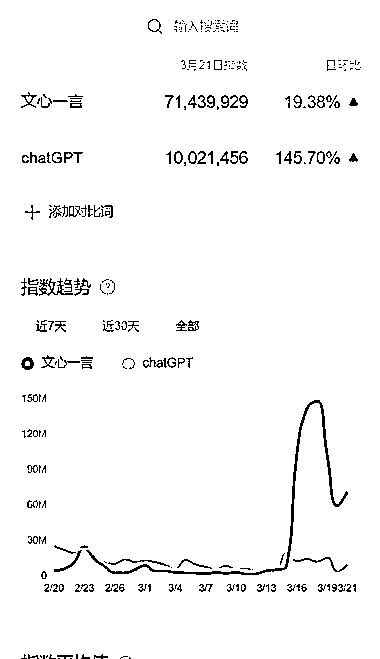 输入搜索词
3月21日指数 日环比
文心一言 71,439,929 19.38% ▲
chatGPT 10,021,456 145.70% ▲
添加对比词
指数趋势 ?
近7天 近30天 全部
文心一言 chatGPT
150M
120M
90M
60M
30M
0
2/20 2/23 2/26 3/1 3/4 3/7 3/10 3/13 3/16 3/19 3/21